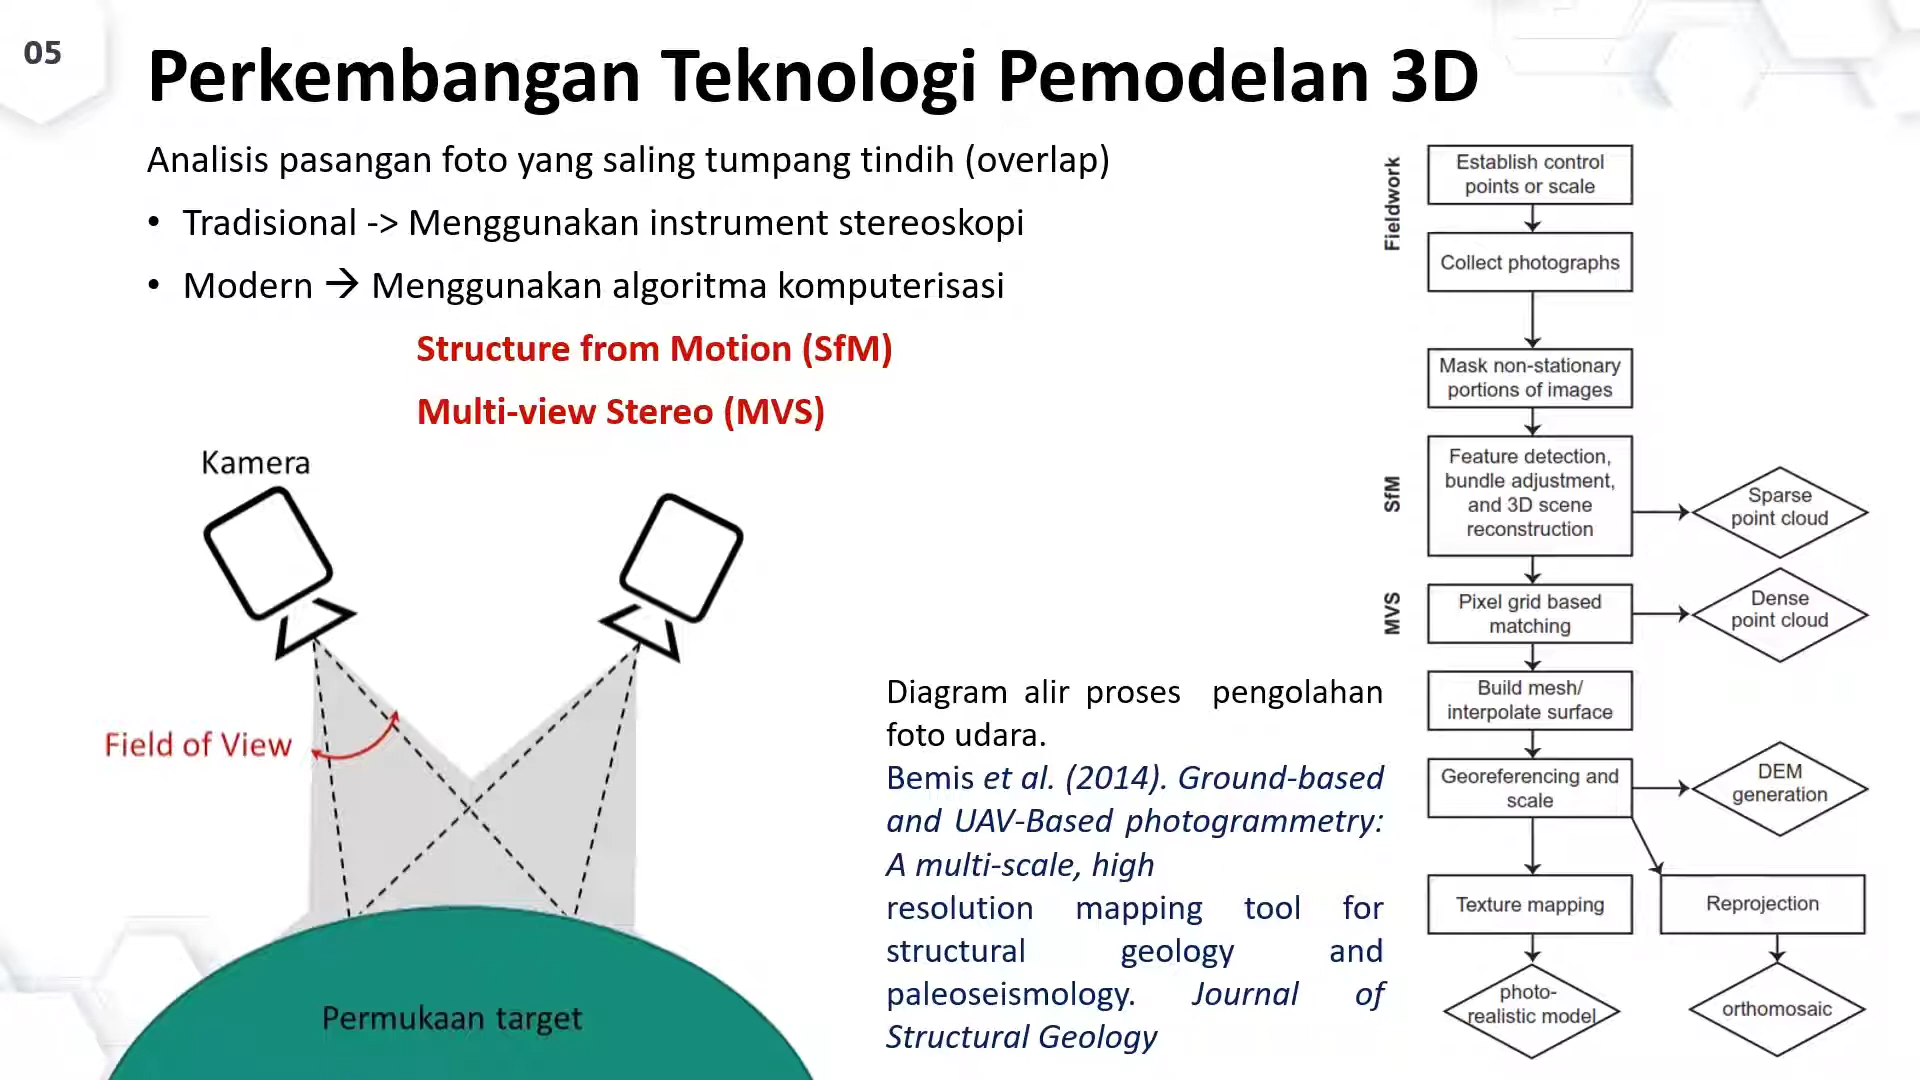 05
Perkembangan Teknologi Pemodelan 3D
Analisis pasangan foto yang saling tumpang tindih (overlap)
• Tradisional -> Menggunakan instrument stereoskopi
• Modern → Menggunakan algoritma komputerisasi
Structure from Motion (SfM)
Multi-view Stereo (MVS)
Kamera
Field of View
Permukaan target
Diagram alir proses pengolahan
foto udara.
Bemis et al. (2014). Ground-based
and UAV-Based photogrammetry:
A multi-scale, high
resolution mapping tool for
structural geology and
paleoseismology. Journal of
Structural Geology
Fieldwork
Establish control
points or scale
Collect photographs
Mask non-stationary
portions of images
SfM
Feature detection,
bundle adjustment,
and 3D scene
reconstruction
Sparse
point cloud
MVS
Pixel grid based
matching
Dense
point cloud
Build mesh/
interpolate surface
Georeferencing and
scale
DEM
generation
Texture mapping
Reprojection
photo-
realistic model
orthomosaic